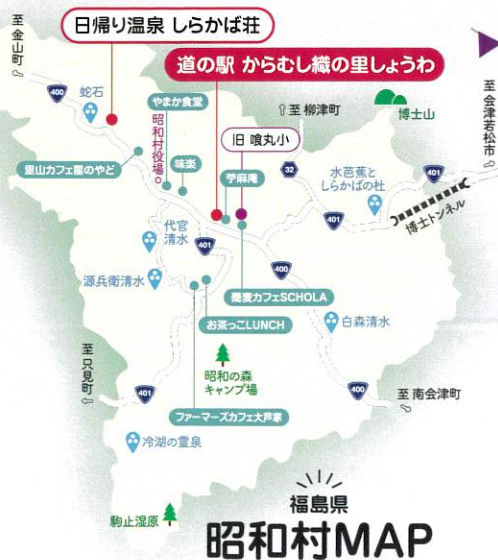 日帰り温泉 しらかば荘
至金山町
道の駅 からむし織の里しょうわ
至会津若松市
400
蛇石
やまか食堂
至 柳津町
博士山
昭和村役場
旧 喰丸小
里山カフェ星のやど
味楽
苧麻庵
32
水芭蕉と
しらかばの杜
401
博士トンネル
代官
清水
401
400
源兵衛清水
蕎麦カフェSCHOLA
お茶っこLUNCH
白森清水
至只見町
昭和の森
キャンプ場
401
400
至 南会津町
ファーマーズカフェ大芦家
冷湖の霊泉
駒止湿原
福島県
昭和村MAP